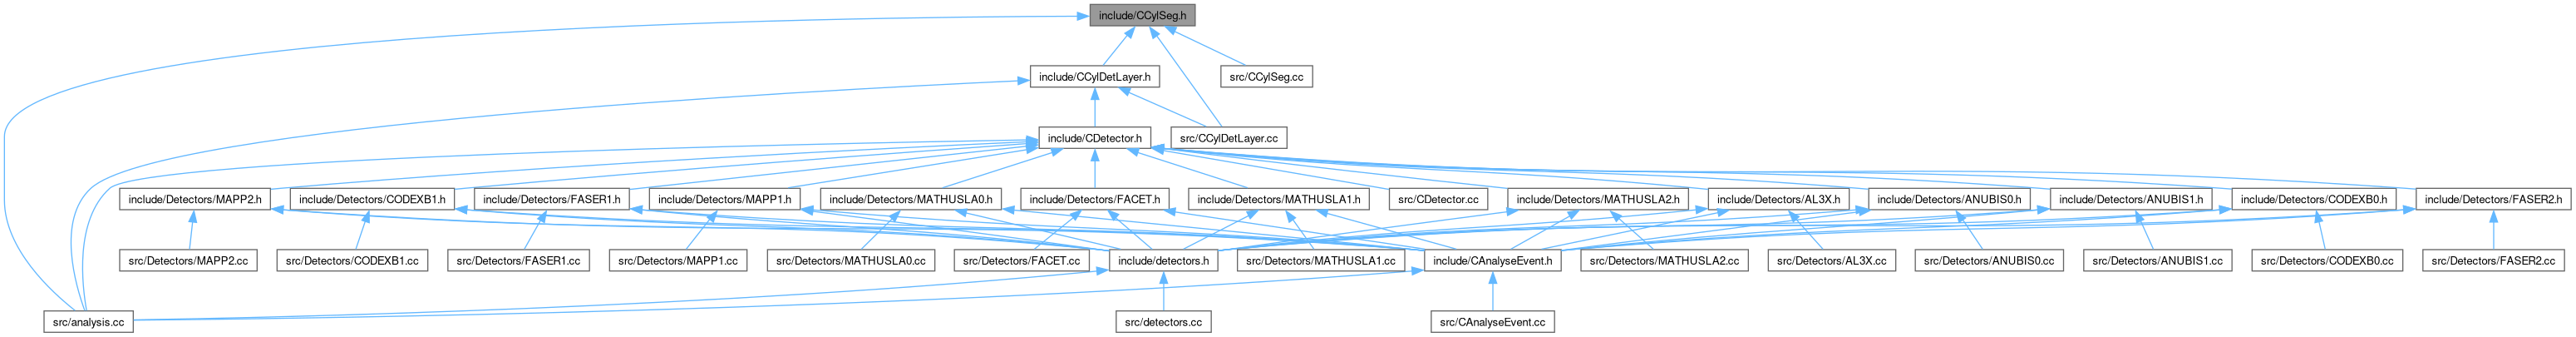 include/CCylSeg.h
include/CCylDetLayer.h
src/CCylSeg.cc
include/CDetector.h
src/CCylDetLayer.cc
include/Detectors/MAPP2.h
include/Detectors/CODEXB1.h
include/Detectors/FASER1.h
include/Detectors/MAPP1.h
include/Detectors/MATHUSLA0.h
include/Detectors/FACET.h
include/Detectors/MATHUSLA1.h
src/CDetector.cc
include/Detectors/MATHUSLA2.h
include/Detectors/AL3X.h
include/Detectors/ANUBIS0.h
include/Detectors/ANUBIS1.h
include/Detectors/CODEXB0.h
include/Detectors/FASER2.h
src/Detectors/MAPP2.cc
src/Detectors/CODEXB1.cc
src/Detectors/FASER1.cc
src/Detectors/MAPP1.cc
src/Detectors/MATHUSLA0.cc
src/Detectors/FACET.cc
include/detectors.h
src/Detectors/MATHUSLA1.cc
include/CAnalyseEvent.h
src/Detectors/MATHUSLA2.cc
src/Detectors/AL3X.cc
src/Detectors/ANUBIS0.cc
src/Detectors/ANUBIS1.cc
src/Detectors/CODEXB0.cc
src/Detectors/FASER2.cc
src/analysis.cc
src/detectors.cc
src/CAnalyseEvent.cc